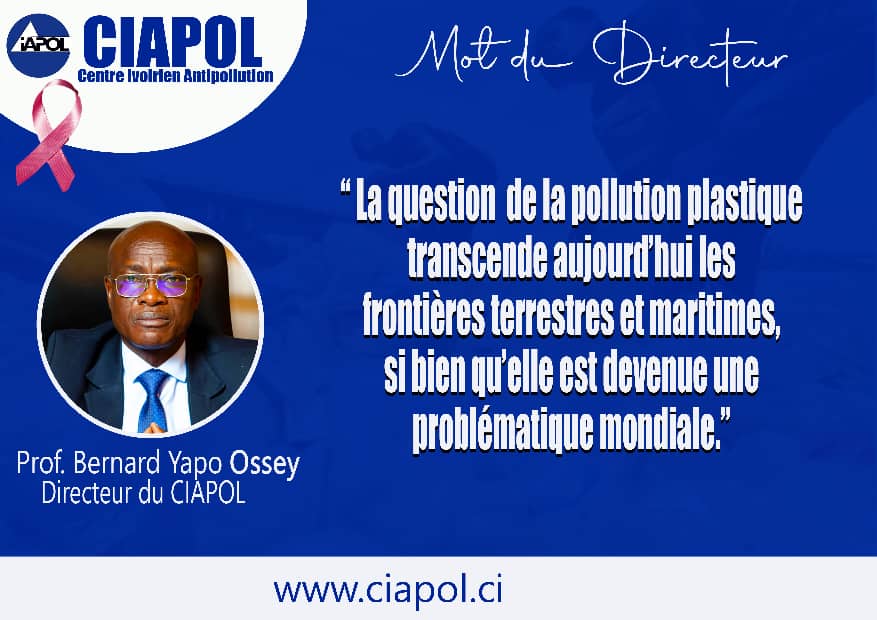 iAPOL
CIAPOL
Centre Ivoirien Antipollution
Mot du Directeur
“ La question de la pollution plastique
transcende aujourd’hui les
frontières terrestres et maritimes,
si bien qu’elle est devenue une
problématique mondiale.”
Prof. Bernard Yapo Ossey
Directeur du CIAPOL
www.ciapol.ci